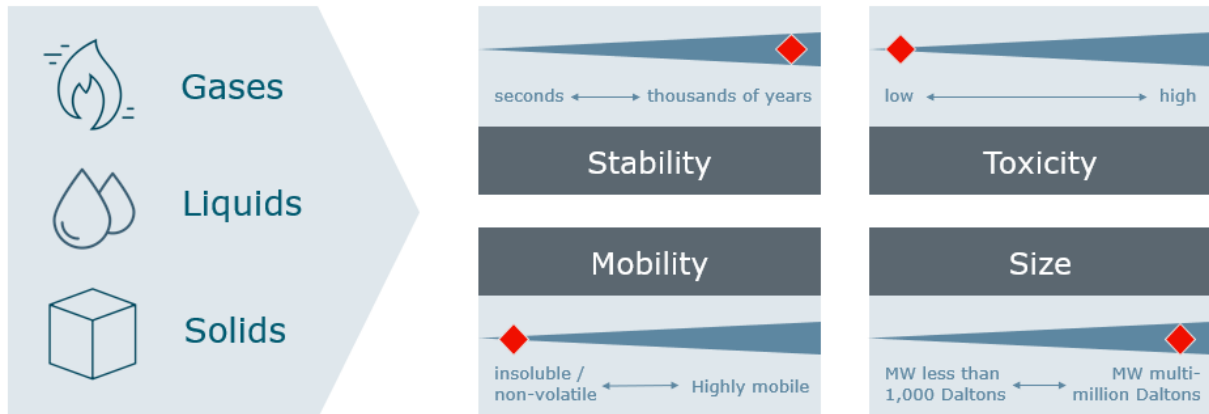 Gases
Liquids
Solids
seconds thousands of years
Stability
low high
Toxicity
Mobility
insoluble /
non-volatile Highly mobile
Size
MW less than MW multi-
1,000 Daltons million Daltons